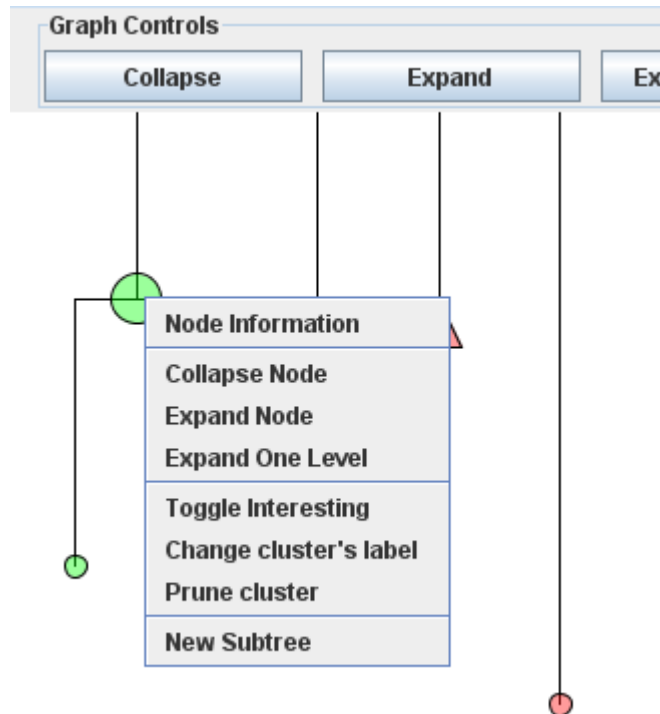 Graph Controls
Collapse Expand Ex
Node Information
Collapse Node
Expand Node
Expand One Level
Toggle Interesting
Change cluster's label
Prune cluster
New Subtree